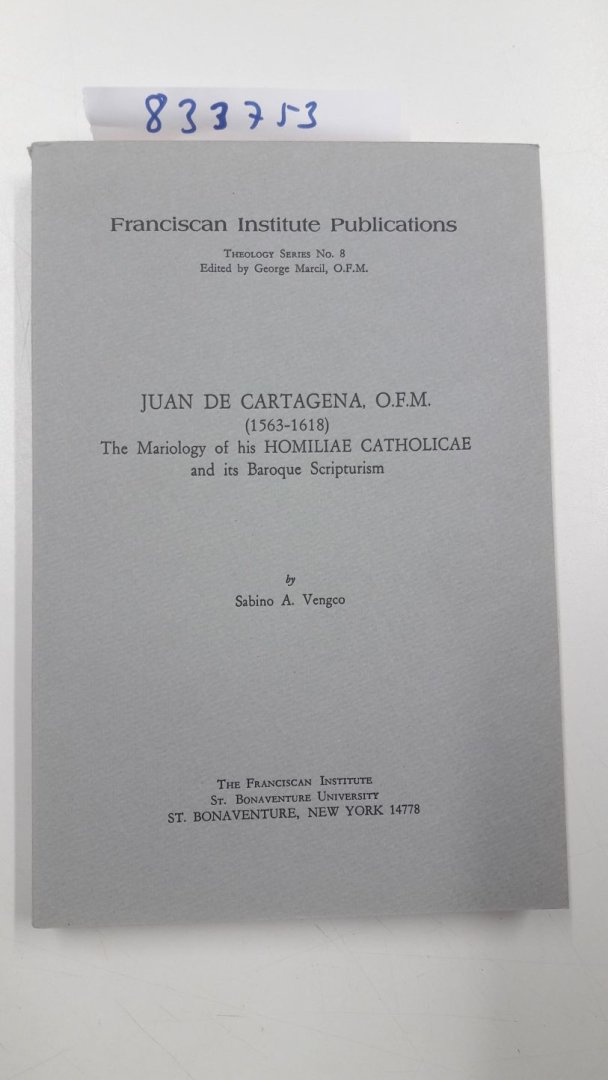 833753
Franciscan Institute Publications
THEOLOGY SERIES NO. 8
Edited by George Marcil, O.F.M.
JUAN DE CARTAGENA, O.F.M.
(1563-1618)
The Mariology of his HOMILIAE CATHOLICAE
and its Baroque Scripturism
by
Sabino A. Vengco
THE FRANCISCAN INSTITUTE
ST. BONAVENTURE UNIVERSITY
ST. BONAVENTURE, NEW YORK 14778